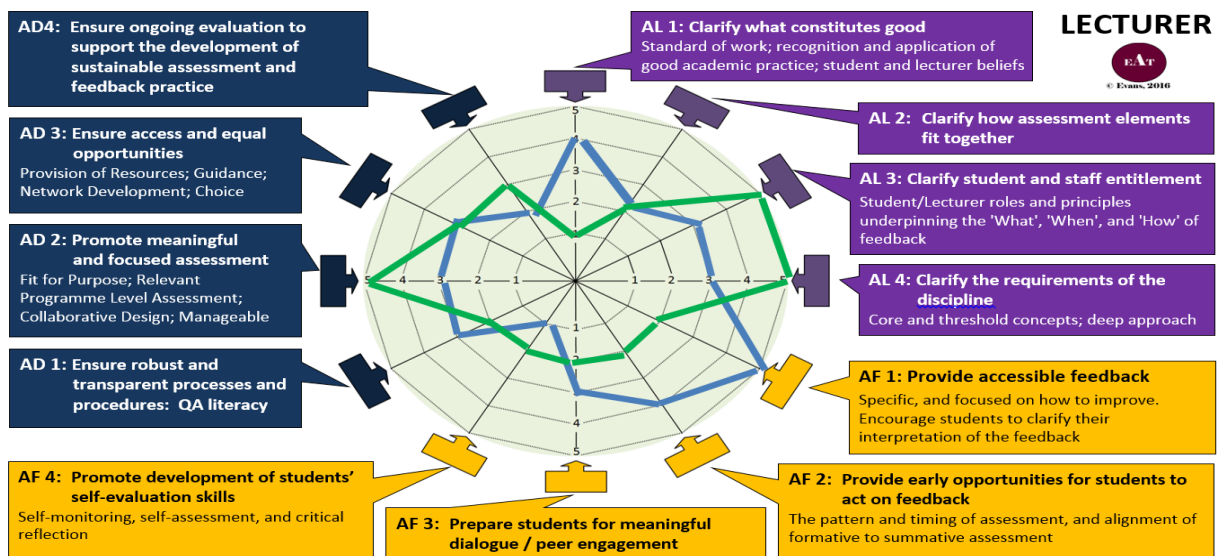 AD4: Ensure ongoing evaluation to
support the development of
sustainable assessment and
feedback practice
AL 1: Clarify what constitutes good
Standard of work; recognition and application of
good academic practice; student and lecturer beliefs
LECTURER
EAT
© Evans, 2016
AL 2: Clarify how assessment elements
fit together
AD 3: Ensure access and equal
opportunities
Provision of Resources; Guidance;
Network Development; Choice
AL 3: Clarify student and staff entitlement
Student/Lecturer roles and principles
underpinning the 'What', 'When', and 'How' of
feedback
AD 2: Promote meaningful
and focused assessment
Fit for Purpose; Relevant
Programme Level Assessment;
Collaborative Design; Manageable
5
4
3
2
1
5 4 3 2 1
1 2 3 4 5
1
2
4
5
AL 4: Clarify the requirements of the
discipline
Core and threshold concepts; deep approach
AD 1: Ensure robust and
transparent processes and
procedures: QA literacy
AF 1: Provide accessible feedback
Specific, and focused on how to improve.
Encourage students to clarify their
interpretation of the feedback
AF 4: Promote development of students'
self-evaluation skills
Self-monitoring, self-assessment, and critical
reflection
AF 3: Prepare students for meaningful
dialogue / peer engagement
AF 2: Provide early opportunities for students to
act on feedback
The pattern and timing of assessment, and alignment of
formative to summative assessment